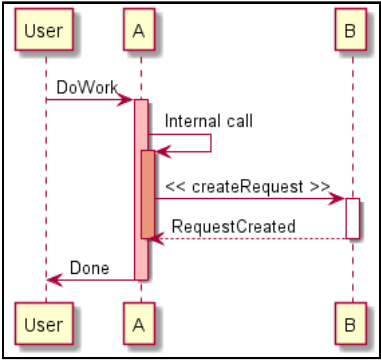 User A B
DoWork
Internal call
<< createRequest >>
RequestCreated
Done
User A B